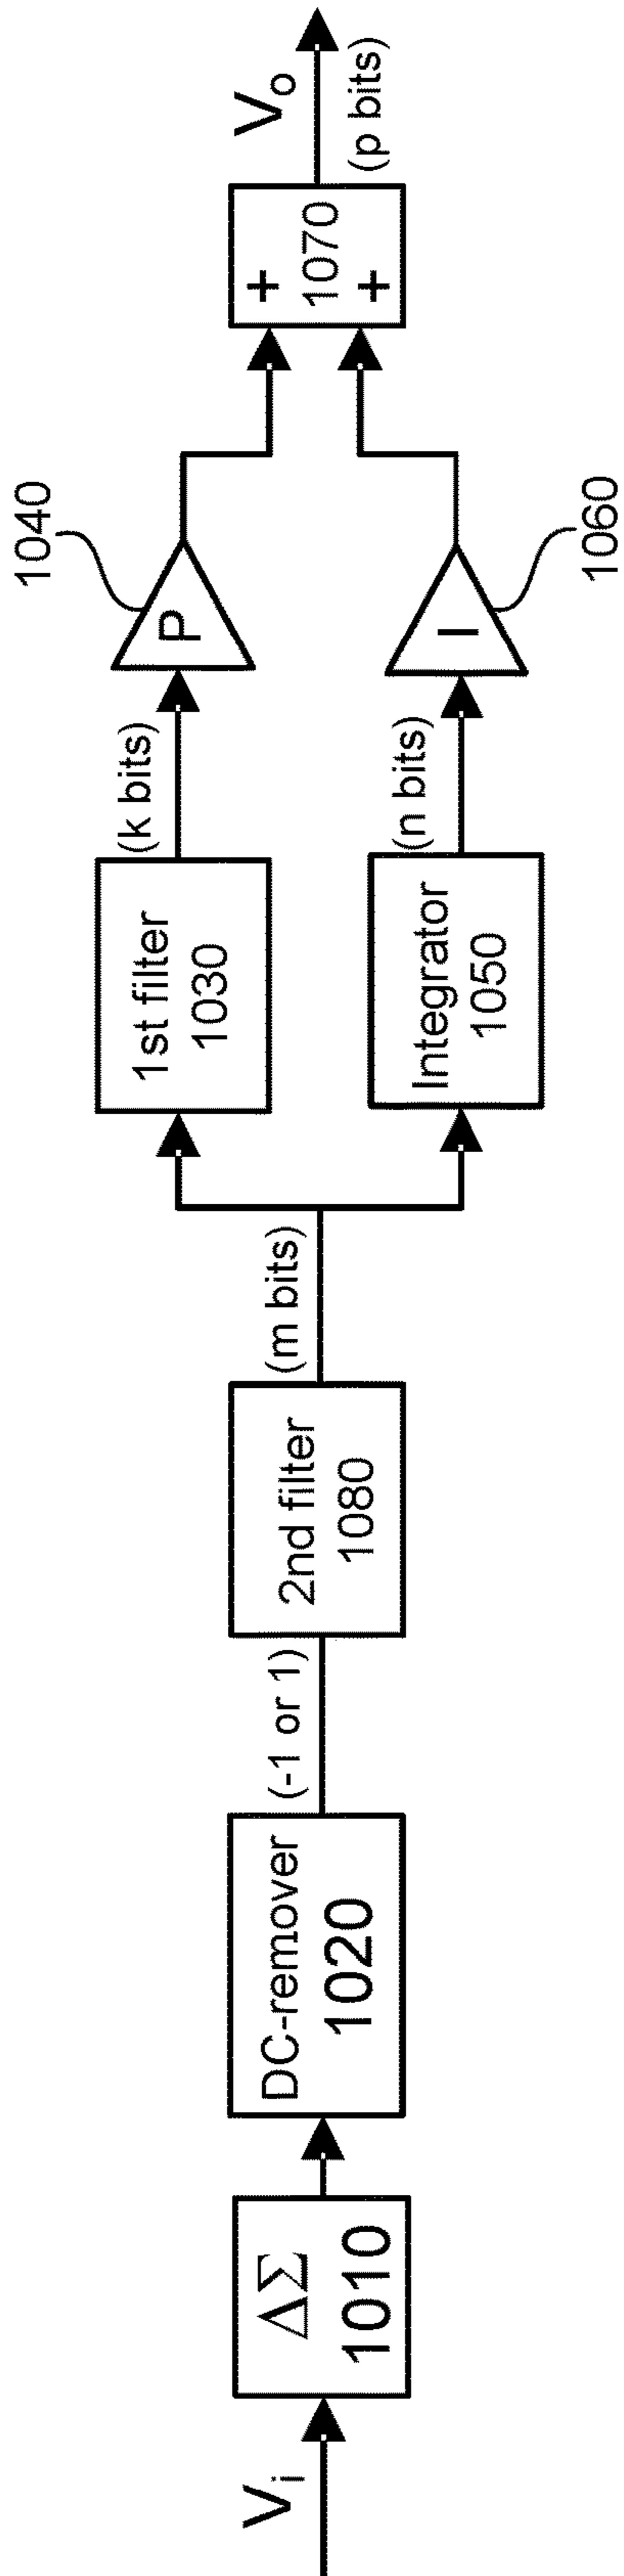 Vi
ΔΣ
1010
DC-remover
1020
(-1 or 1)
2nd filter
1080
(m bits)
1st filter
1030
(k bits)
P
1040
Integrator
1050
(n bits)
I
1060
+
1070
+
Vo
(p bits)